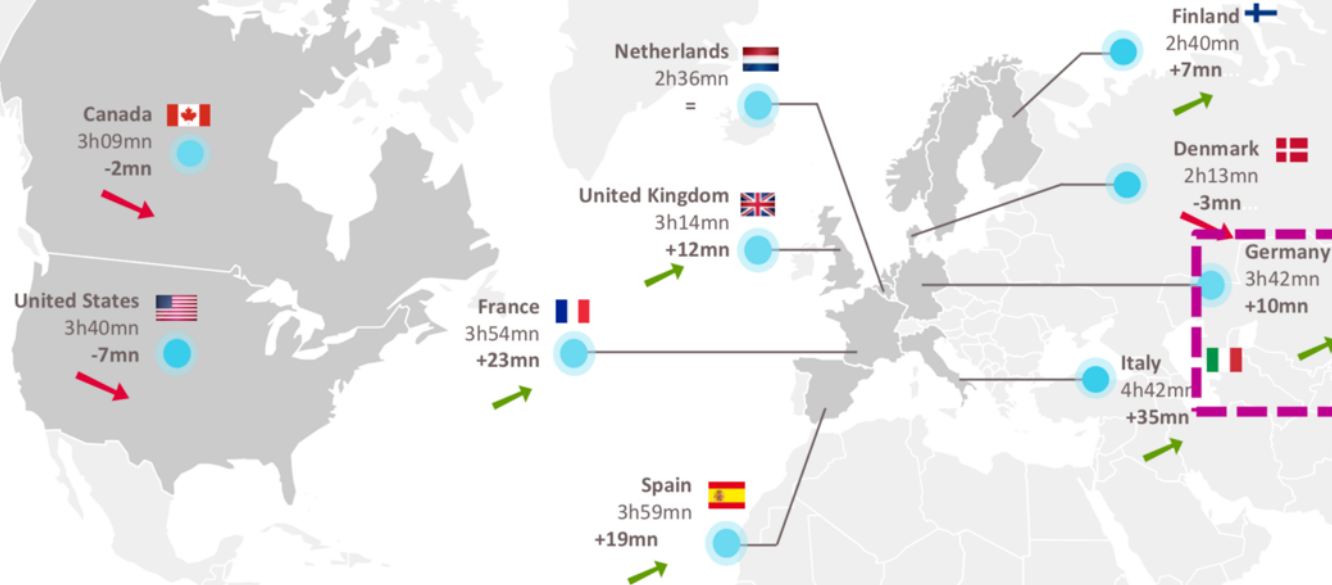 Finland
2h40mn
+7mn...
Netherlands
2h36mn
=
Canada
3h09mn
-2mn
Denmark
2h13mn
-3mn...
United Kingdom
3h14mn
+12mn
Germany
3h42mn
+10mn
United States
3h40mn
-7mn
France
3h54mn
+23mn
Italy
4h42mn
+35mn
Spain
3h59mn
+19mn